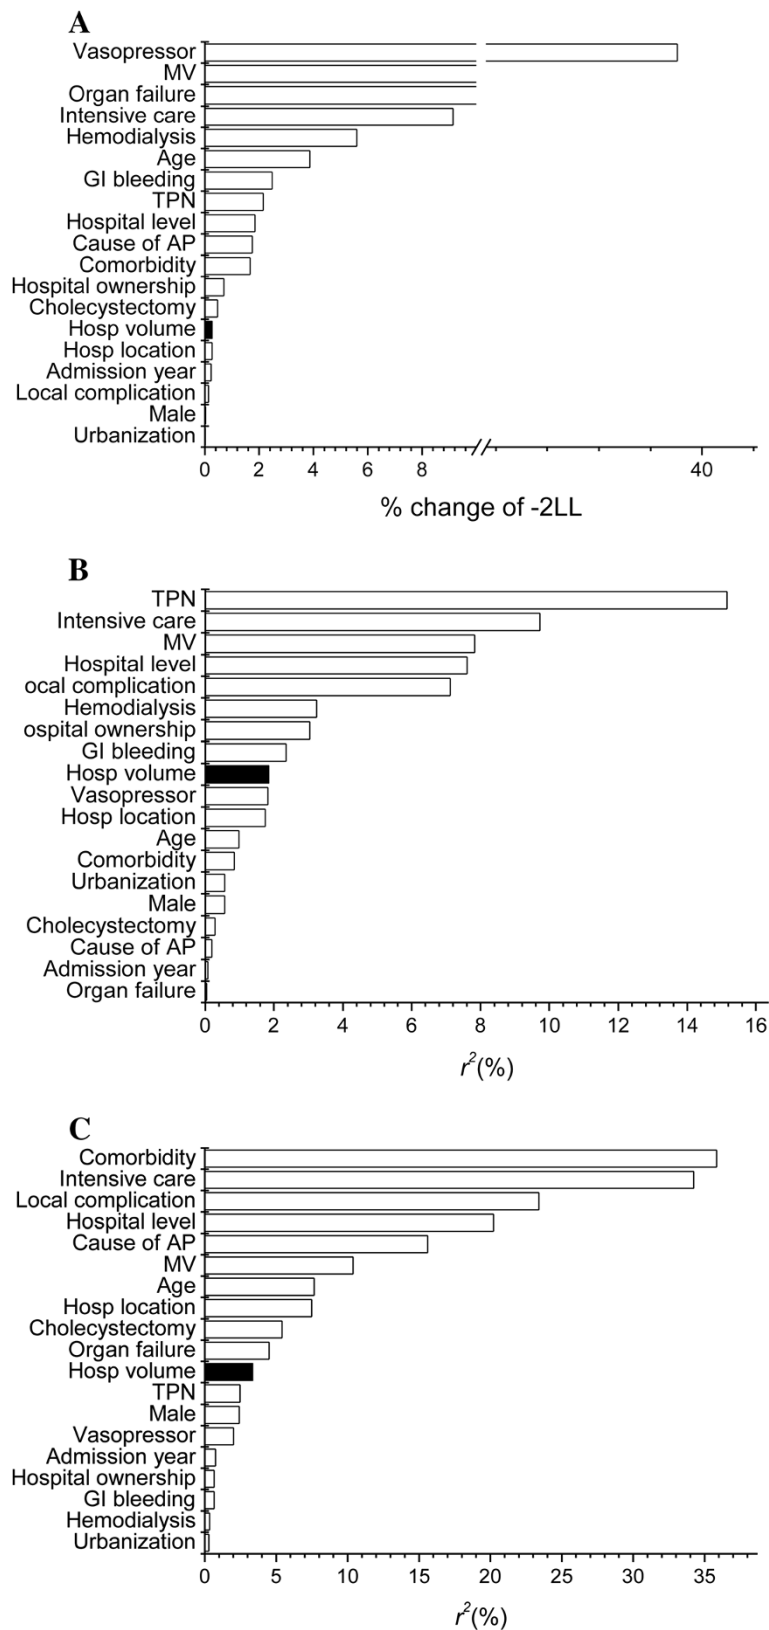 A
Vasopressor
MV
Organ failure
Intensive care
Hemodialysis
Age
GI bleeding
TPN
Hospital level
Cause of AP
Comorbidity
Hospital ownership
Cholecystectomy
Hosp volume
Hosp location
Admission year
Local complication
Male
Urbanization
0 2 4 6 8 40
% change of -2LL
B
TPN
Intensive care
MV
Hospital level
ocal complication
Hemodialysis
ospital ownership
GI bleeding
Hosp volume
Vasopressor
Hosp location
Age
Comorbidity
Urbanization
Male
Cholecystectomy
Cause of AP
Admission year
Organ failure
0 2 4 6 8 10 12 14 16
r²(%)
C
Comorbidity
Intensive care
Local complication
Hospital level
Cause of AP
MV
Age
Hosp location
Cholecystectomy
Organ failure
Hosp volume
TPN
Male
Vasopressor
Admission year
Hospital ownership
GI bleeding
Hemodialysis
Urbanization
0 5 10 15 20 25 30 35
r²(%)